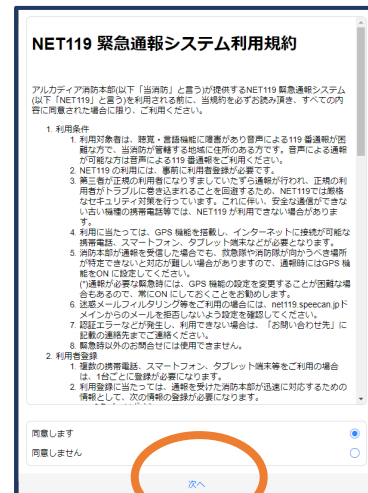 NET119 緊急通報システム利用規約
アルカディア消防本部(以下「当消防」と言う)が提供するNET119 緊急通報システム
(以下「NET119」と言う)を利用される前に、当規約を必ずお読み頂き、すべての内
容に同意された場合に限り、ご利用ください。
1. 利用条件
1. 利用対象者は、聴覚・言語機能に障害があり音声による119 番通報が困
難な方で、当消防が管轄する地域に住所のある方です。音声による通報
が可能な方は音声による119 番通報をご利用ください。
2. NET119 の利用には、事前に利用者登録が必要です。
3. 第三者が正規の利用者になりすましていたずら通報が行われ、正規の利
用者がトラブルに巻き込まれることを回避するため、NET119では厳格
なセキュリティ対策を行っています。これに伴い、安全な通信ができな
い古い機種の携帯電話等では、NET119 が利用できない場合がありま
す。
4. 利用に当たっては、GPS 機能を搭載し、インターネットに接続が可能な
携帯電話、スマートフォン、タブレット端末などが必要となります。
5. 消防本部が通報を受信した場合でも、救急隊や消防隊が向かうべき場所
が特定できないと対応が難しい場合がありますので、通報時にはGPS 機
能をON に設定してください。
(*)通報が必要な緊急時には、GPS 機能の設定を変更することが困難な場
合もあるので、常にON にしておくことをお勧めします。
6. 迷惑メールフィルタリング等をご利用の場合には、net119.speecan.jpド
メインからのメールを拒否しないよう設定を確認してください。
7. 認証エラーなどが発生し、利用できない場合は、「お問い合わせ先」に
記載の連絡先までご連絡ください。
8. 緊急時以外のお問合せには使用できません。
2. 利用者登録
1. 複数の携帯電話、スマートフォン、タブレット端末等をご利用の場合
は、1台ごとに登録が必要になります。
2. 利用登録に当たっては、通報を受けた消防本部が迅速に対応するための
情報として、次の情報の登録が必要になります。
同意します
同意しません
次へ